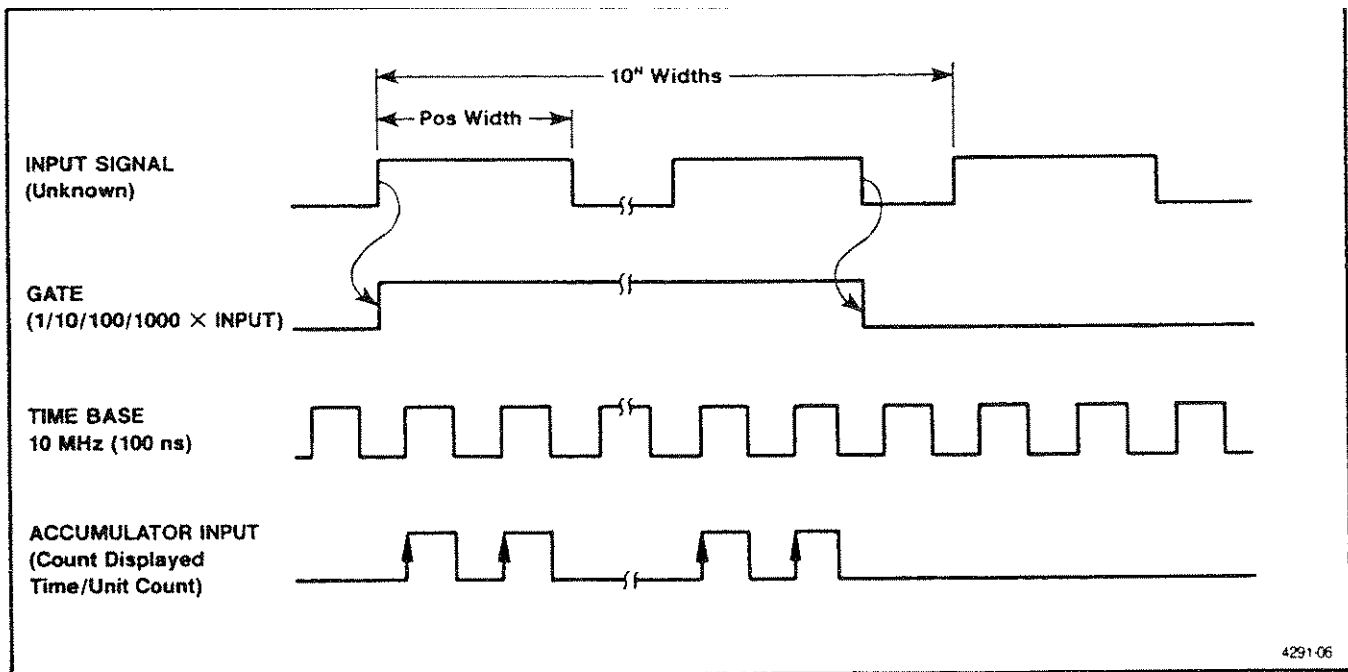 10ᴺ Widths
Pos Width
INPUT SIGNAL
(Unknown)
GATE
(1/10/100/1000 × INPUT)
TIME BASE
10 MHz (100 ns)
ACCUMULATOR INPUT
(Count Displayed
Time/Unit Count)
4291-06